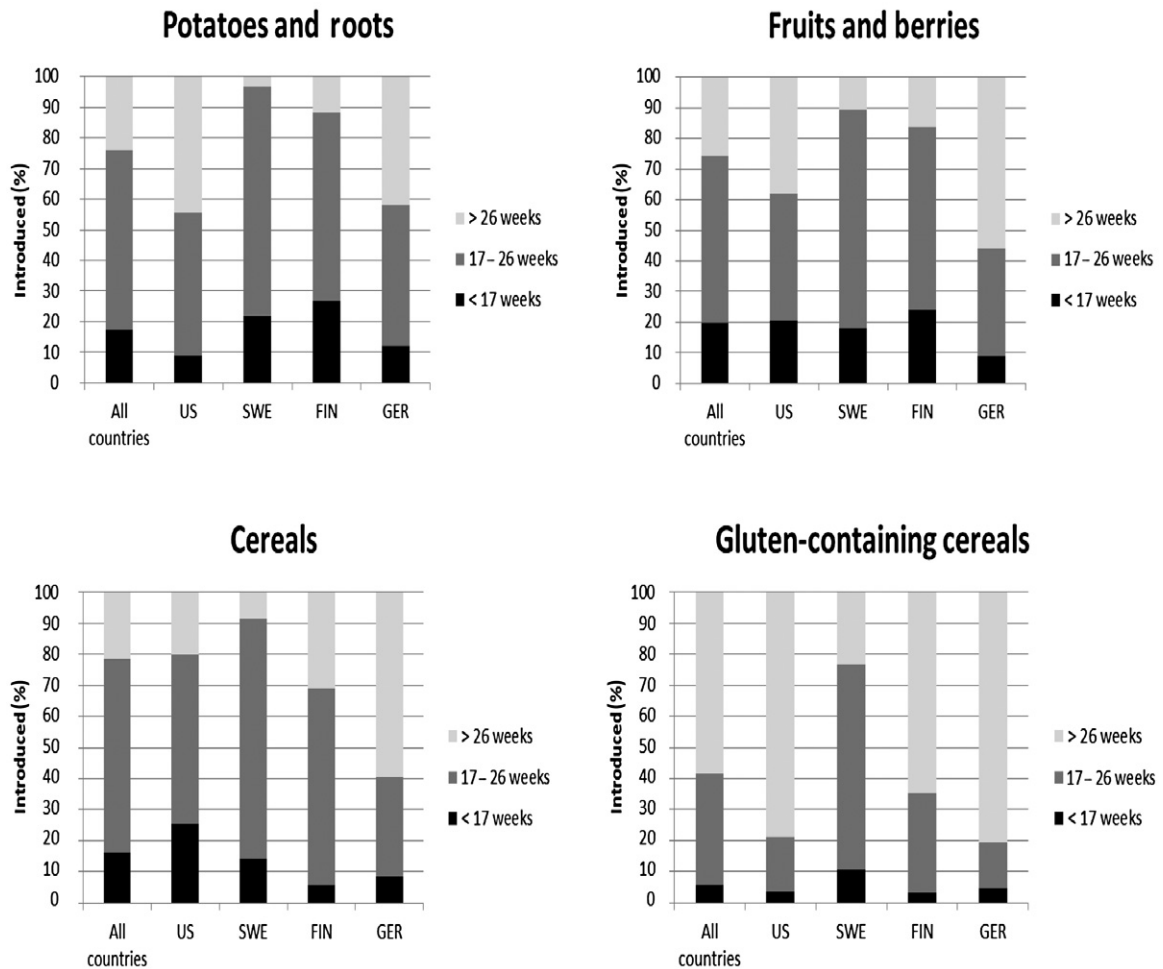 Potatoes and roots
100
90
80
70
60
50
40
30
20
10
0
Introduced (%)
All countries
US
SWE
FIN
GER
> 26 weeks
17– 26 weeks
< 17 weeks
Fruits and berries
100
90
80
70
60
50
40
30
20
10
0
Introduced (%)
All countries
US
SWE
FIN
GER
> 26 weeks
17– 26 weeks
< 17 weeks
Cereals
100
90
80
70
60
50
40
30
20
10
0
Introduced (%)
All countries
US
SWE
FIN
GER
> 26 weeks
17– 26 weeks
< 17 weeks
Gluten-containing cereals
100
90
80
70
60
50
40
30
20
10
0
Introduced (%)
All countries
US
SWE
FIN
GER
> 26 weeks
17– 26 weeks
< 17 weeks